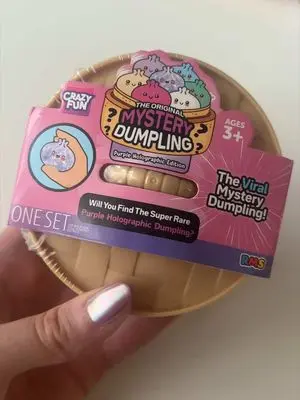 CRAZY
FUN
THE ORIGINAL
MYSTERY
DUMPLING
Purple Holographic Edition
AGES
3+
The Viral
Mystery
Dumpling!
Will You Find The Super Rare
Purple Holographic Dumpling?
ONE SET
RMS